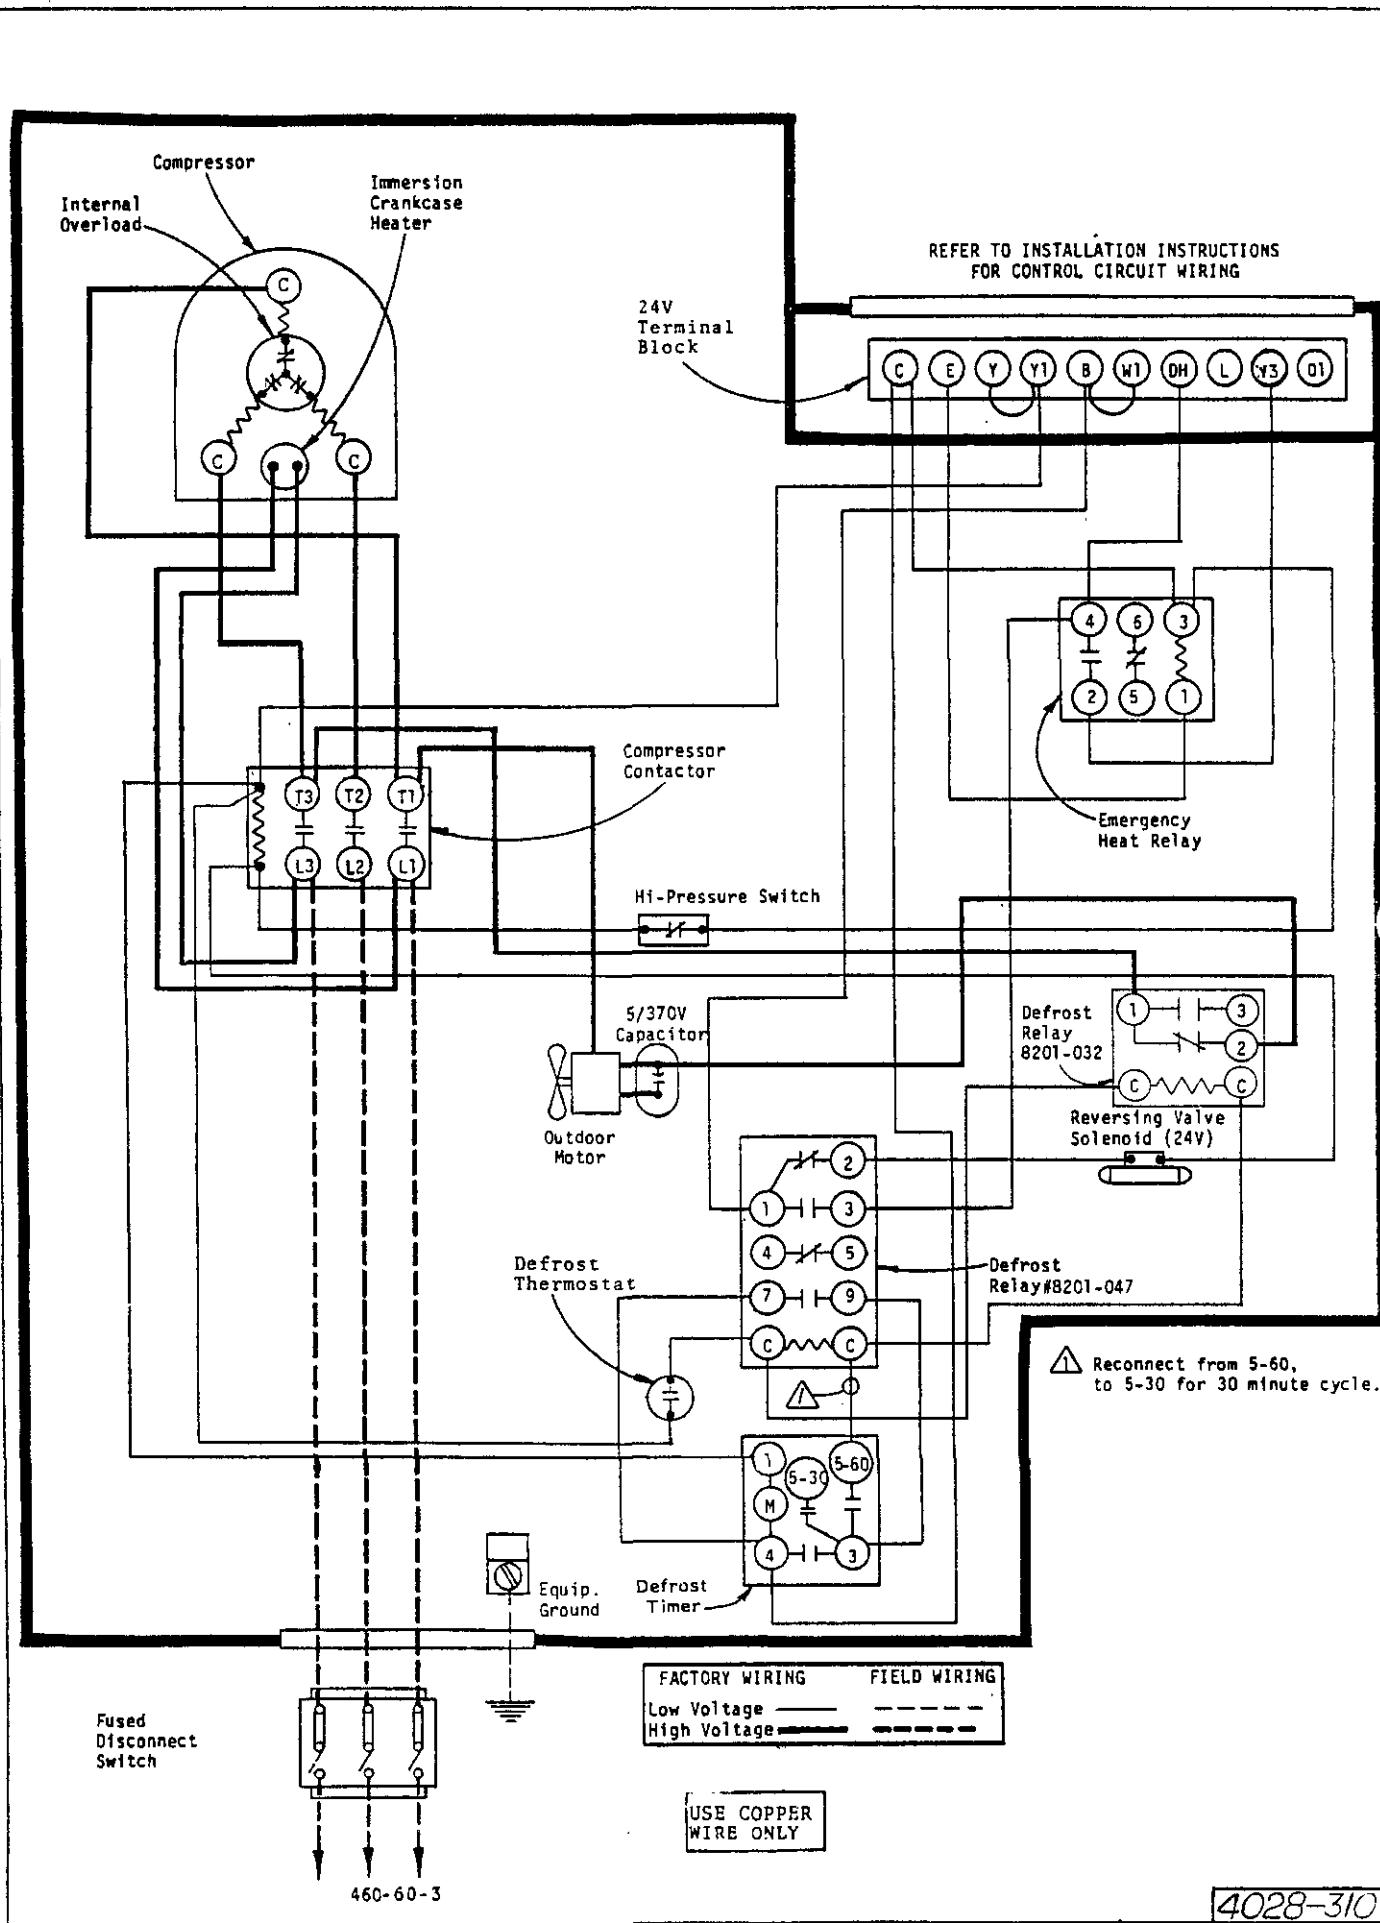 Compressor
Internal
Overload
Immersion
Crankcase
Heater
C
C
C
REFER TO INSTALLATION INSTRUCTIONS
FOR CONTROL CIRCUIT WIRING
24V
Terminal
Block
C E Y Y1 B W1 DH L W3 O1
4 6 3
2 5 1
Emergency
Heat Relay
Compressor
Contactor
T3 T2 T1
L3 L2 L1
Hi-Pressure Switch
5/370V
Capacitor
Outdoor
Motor
Defrost
Relay
8201-032
1 3
2
C C
Reversing Valve
Solenoid (24V)
2
1 3
4 5
7 9
C C
Defrost
Relay#8201-047
Defrost
Thermostat
1
1 Reconnect from 5-60,
to 5-30 for 30 minute cycle.
1 5-30 5-60
M
4 3
Defrost
Timer
Equip.
Ground
FACTORY WIRING FIELD WIRING
Low Voltage
High Voltage
Fused
Disconnect
Switch
USE COPPER
WIRE ONLY
460-60-3
4028-310